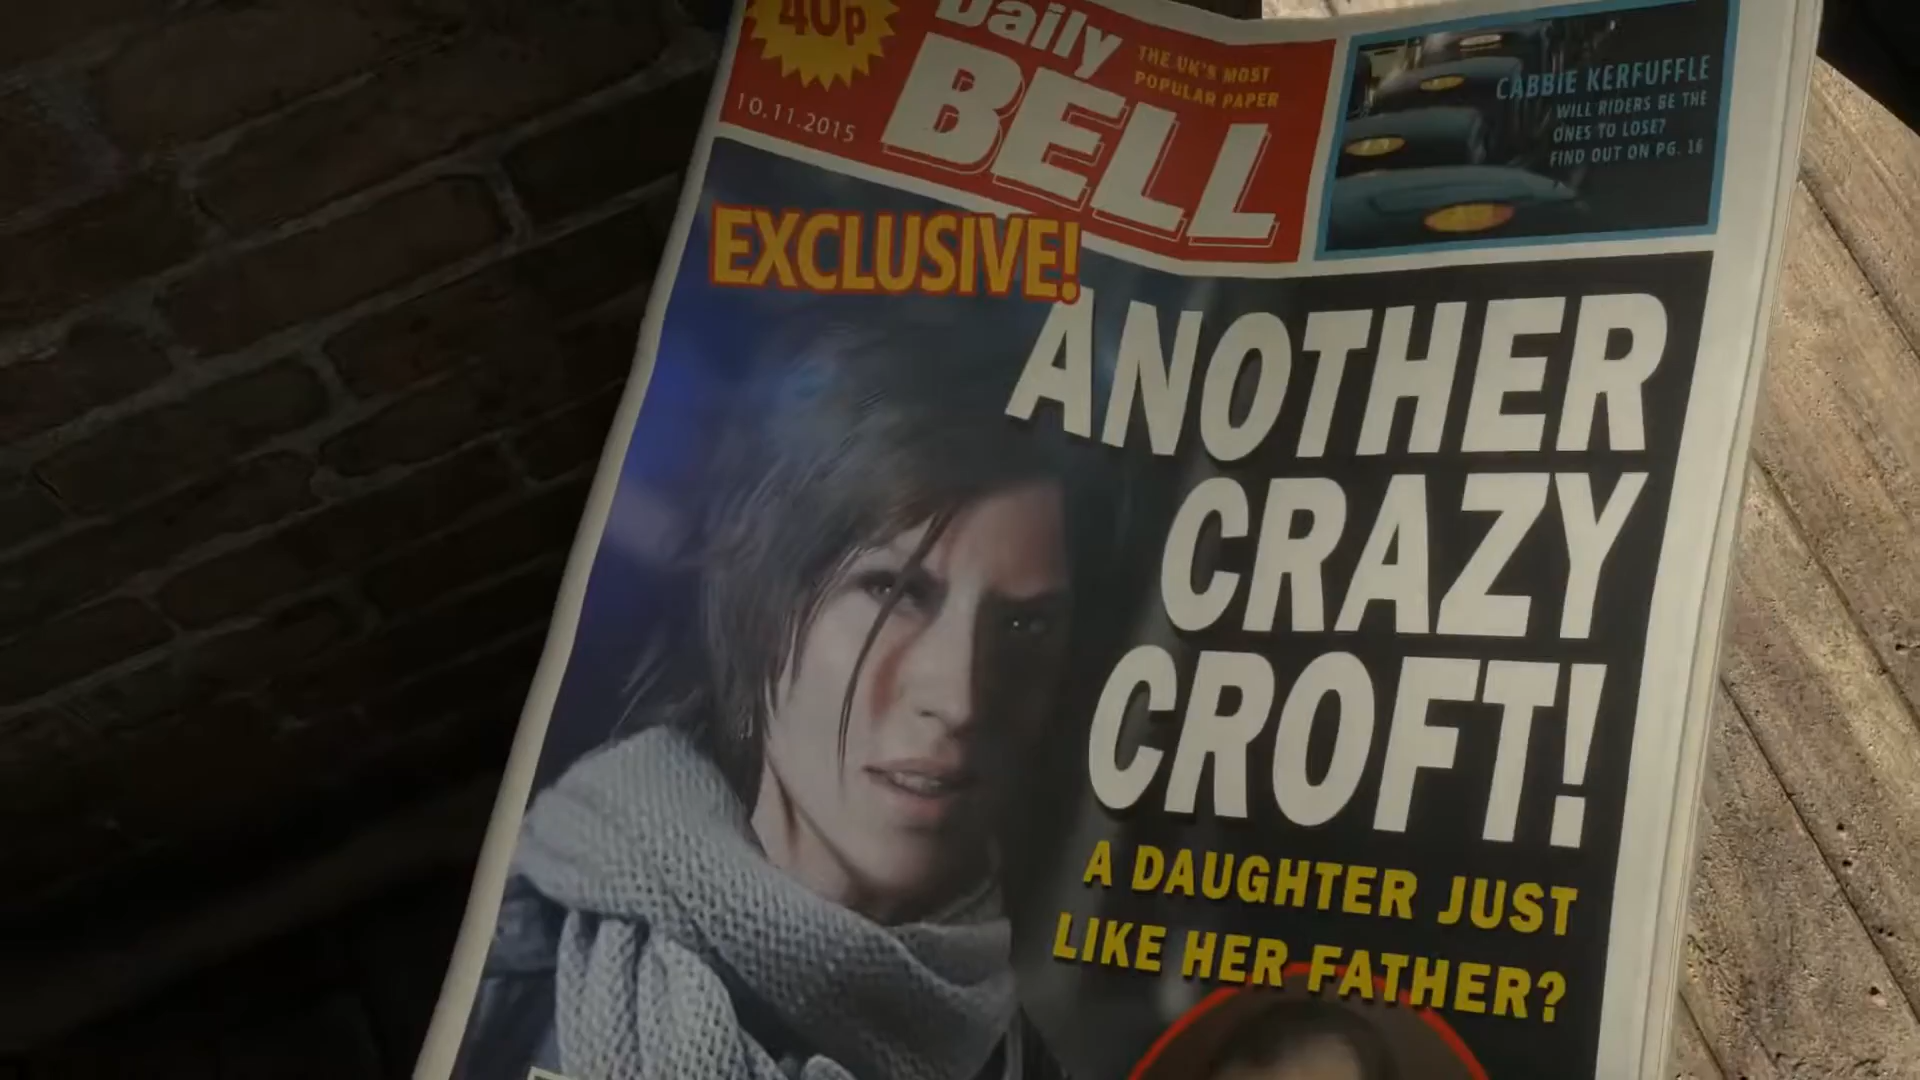 40p
Daily
BELL
THE UK'S MOST
POPULAR PAPER
10.11.2015
CABBIE KERFUFFLE
WILL RIDERS BE THE
ONES TO LOSE?
FIND OUT ON PG. 16
EXCLUSIVE!
ANOTHER
CRAZY
CROFT!
A DAUGHTER JUST
LIKE HER FATHER?